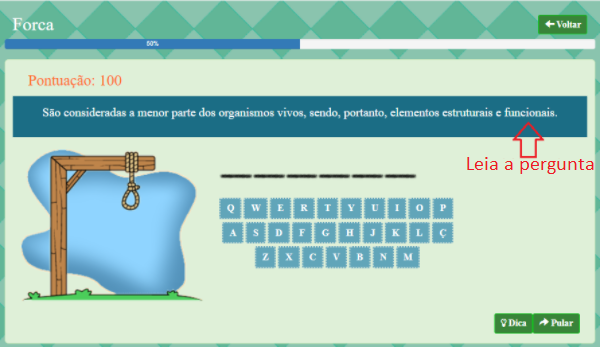 Forca
Voltar
50%
Pontuação: 100
São consideradas a menor parte dos organismos vivos, sendo, portanto, elementos estruturais e funcionais.
Leia a pergunta
Q W E R T Y U I O P
A S D F G H J K L Ç
Z X C V B N M
Dica Pular